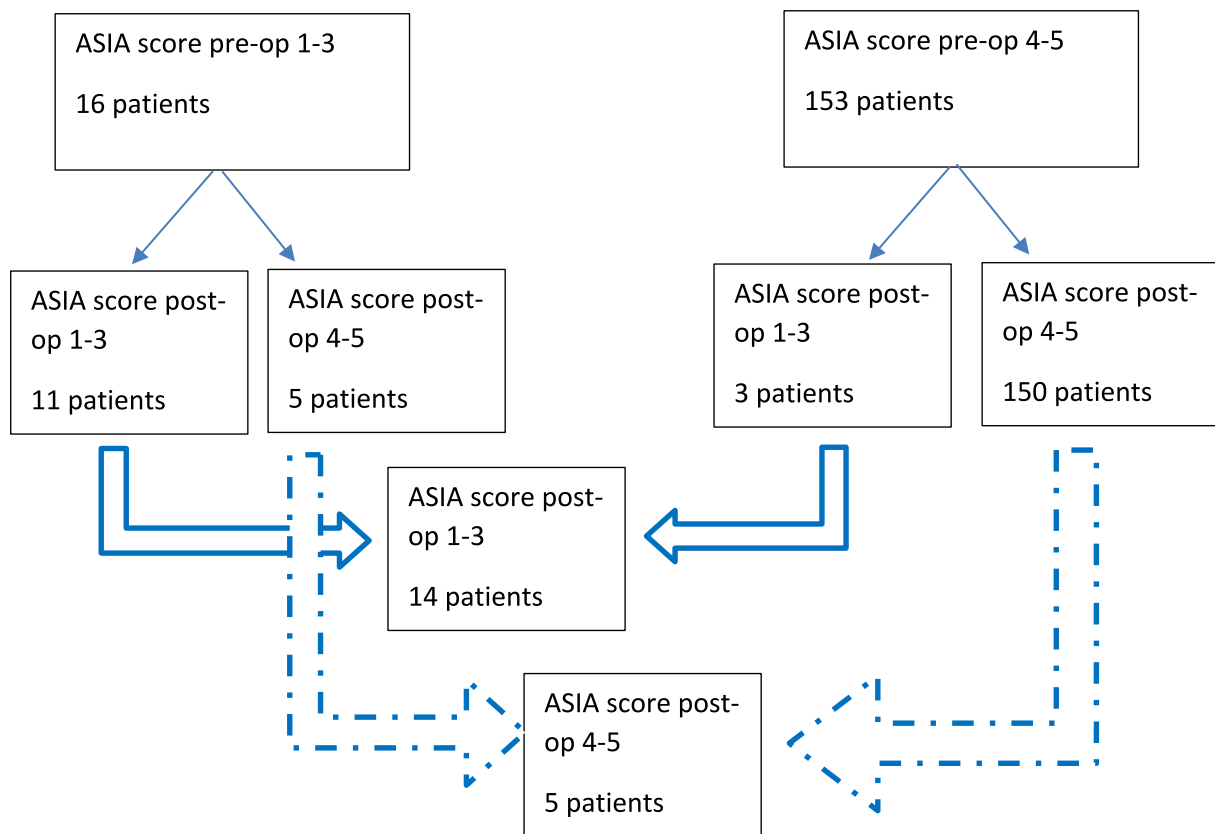 ASIA score pre-op 1-3
16 patients
ASIA score pre-op 4-5
153 patients
ASIA score post-
op 1-3
11 patients
ASIA score post-
op 4-5
5 patients
ASIA score post-
op 1-3
3 patients
ASIA score post-
op 4-5
150 patients
ASIA score post-
op 1-3
14 patients
ASIA score post-
op 4-5
5 patients